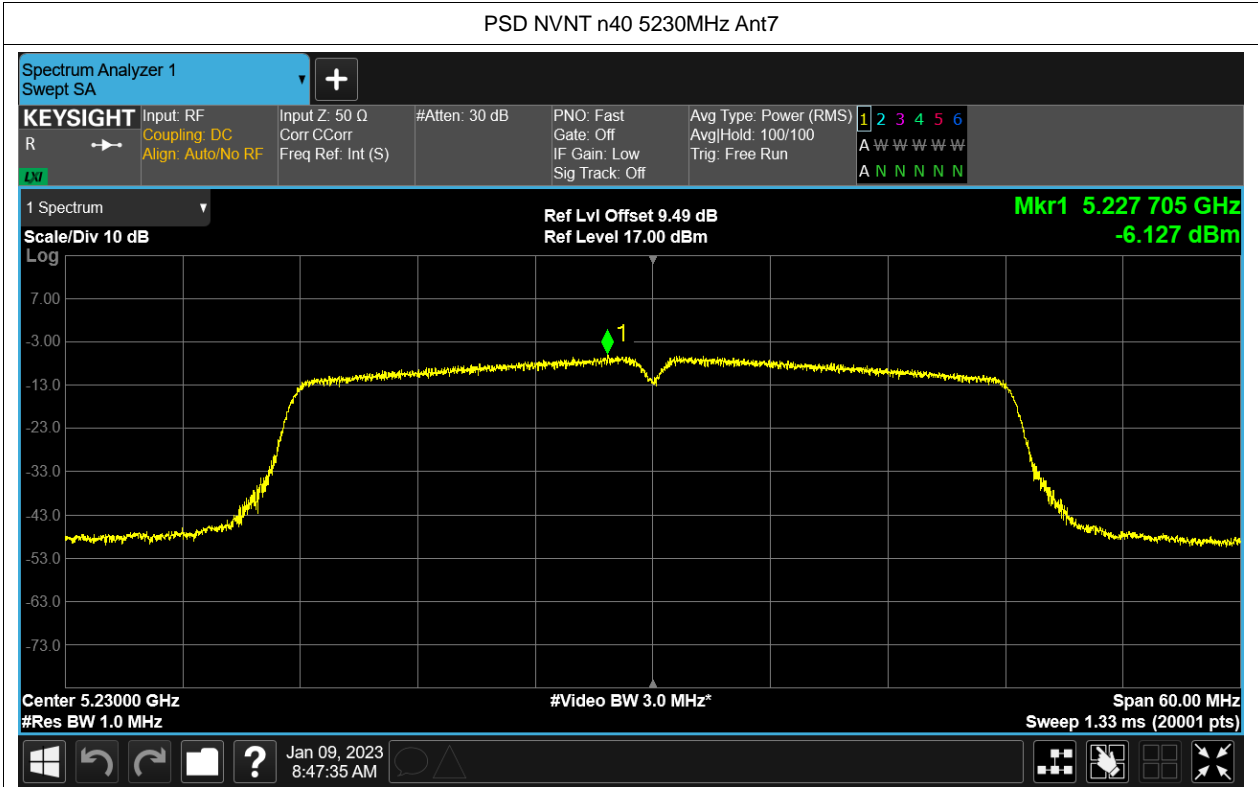 PSD NVNT n40 5230MHz Ant7
Spectrum Analyzer 1
Swept SA
KEYSIGHT
R
LXI
Input: RF
Coupling: DC
Align: Auto/No RF
Input Z: 50 Ω
Corr CCorr
Freq Ref: Int (S)
#Atten: 30 dB
PNO: Fast
Gate: Off
IF Gain: Low
Sig Track: Off
Avg Type: Power (RMS)
Avg|Hold: 100/100
Trig: Free Run
1 2 3 4 5 6
A W W W W W
A N N N N N
1 Spectrum
Scale/Div 10 dB
Log
Ref Lvl Offset 9.49 dB
Ref Level 17.00 dBm
Mkr1 5.227 705 GHz
-6.127 dBm
7.00
-3.00
-13.0
-23.0
-33.0
-43.0
-53.0
-63.0
-73.0
1
Center 5.23000 GHz
#Res BW 1.0 MHz
#Video BW 3.0 MHz*
Span 60.00 MHz
Sweep 1.33 ms (20001 pts)
?
Jan 09, 2023
8:47:35 AM